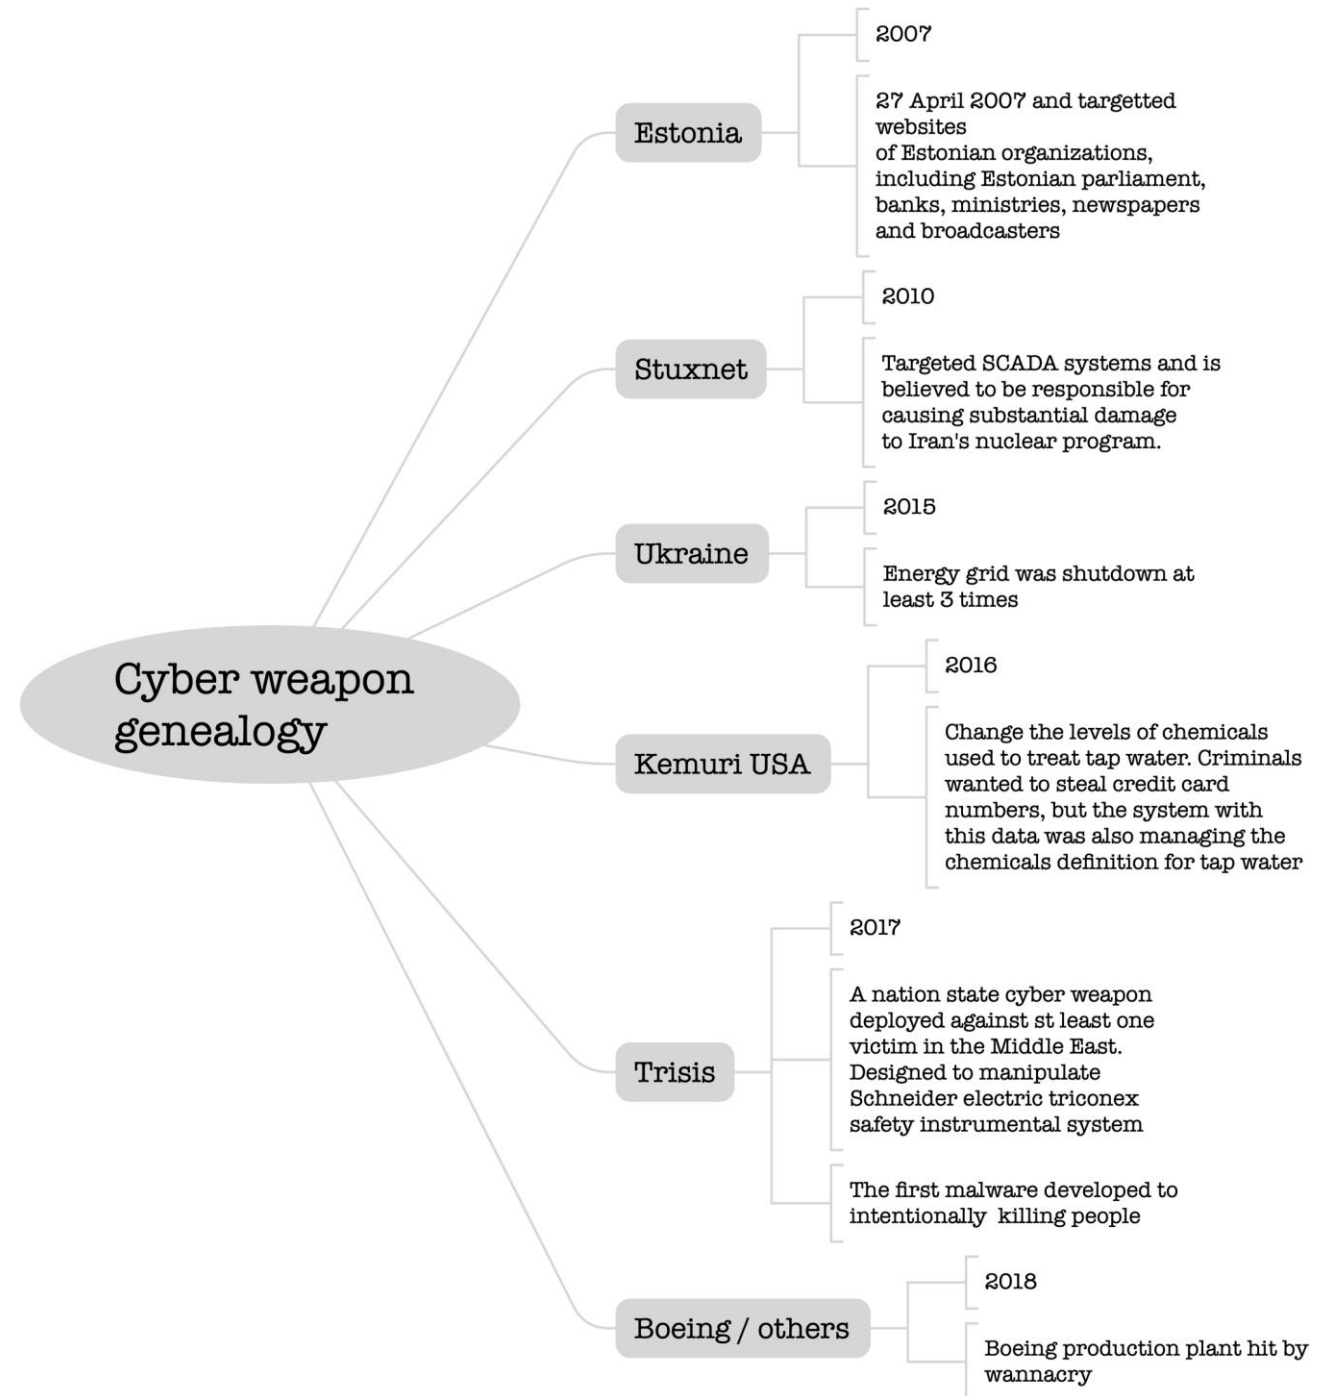 Cyber weapon
genealogy
Estonia
2007
27 April 2007 and targetted
websites
of Estonian organizations,
including Estonian parliament,
banks, ministries, newspapers
and broadcasters
Stuxnet
2010
Targeted SCADA systems and is
believed to be responsible for
causing substantial damage
to Iran's nuclear program.
Ukraine
2015
Energy grid was shutdown at
least 3 times
Kemuri USA
2016
Change the levels of chemicals
used to treat tap water. Criminals
wanted to steal credit card
numbers, but the system with
this data was also managing the
chemicals definition for tap water
Trisis
2017
A nation state cyber weapon
deployed against st least one
victim in the Middle East.
Designed to manipulate
Schneider electric triconex
safety instrumental system
The first malware developed to
intentionally  killing people
Boeing / others
2018
Boeing production plant hit by
wannacry